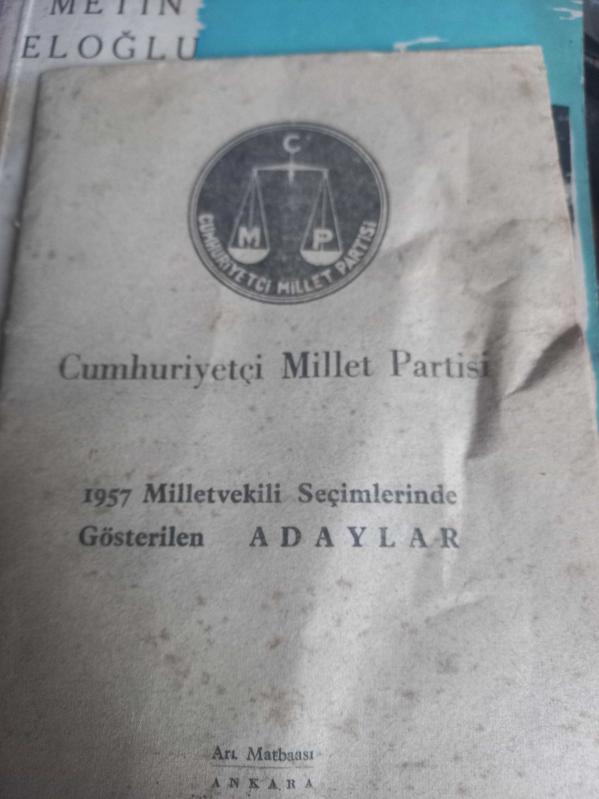 METİN
ELOĞLU
C
M P
CUMHURİYETÇİ MİLLET PARTİSİ
Cumhuriyetçi Millet Partisi
1957 Milletvekili Seçimlerinde
Gösterilen ADAYLAR
Arı Matbaası
ANKARA